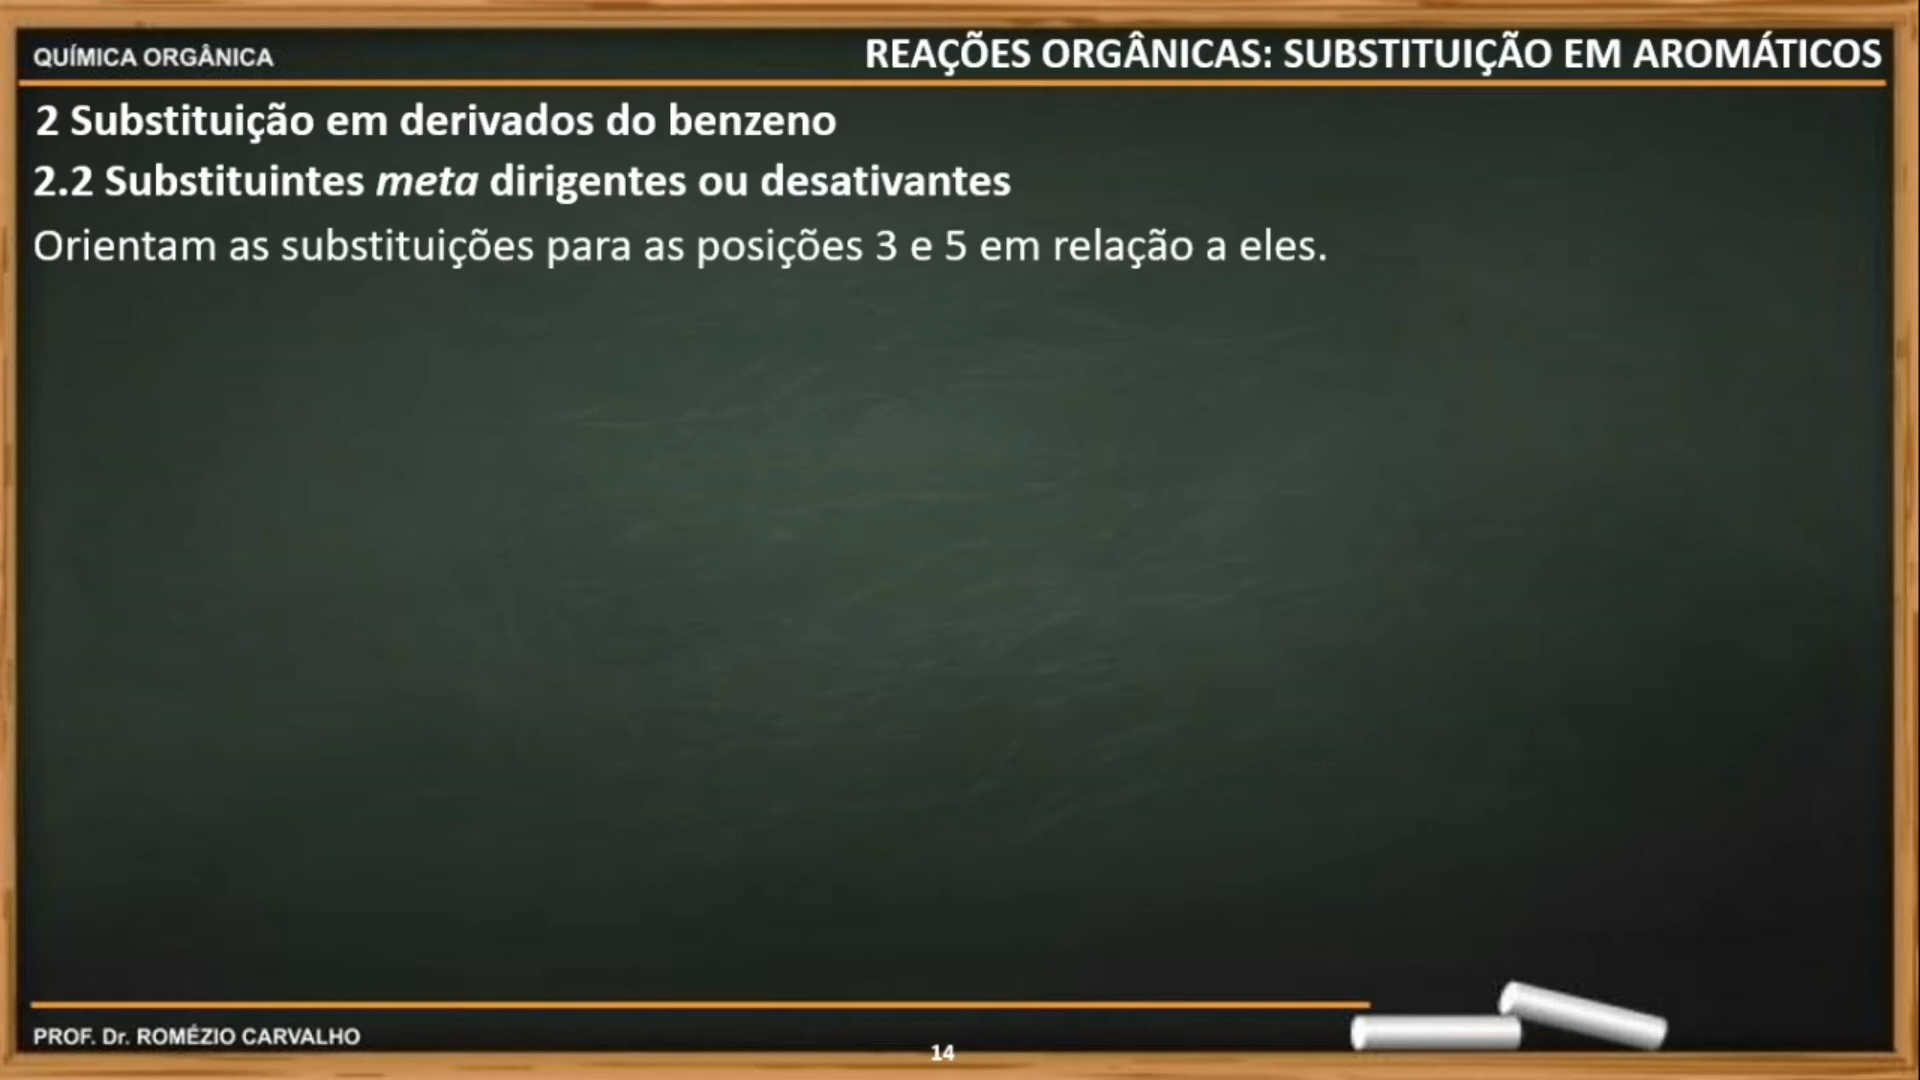 QUÍMICA ORGÂNICA
REAÇÕES ORGÂNICAS: SUBSTITUIÇÃO EM AROMÁTICOS
2 Substituição em derivados do benzeno
2.2 Substituintes meta dirigentes ou desativantes
Orientam as substituições para as posições 3 e 5 em relação a eles.
PROF. Dr. ROMÉZIO CARVALHO
14